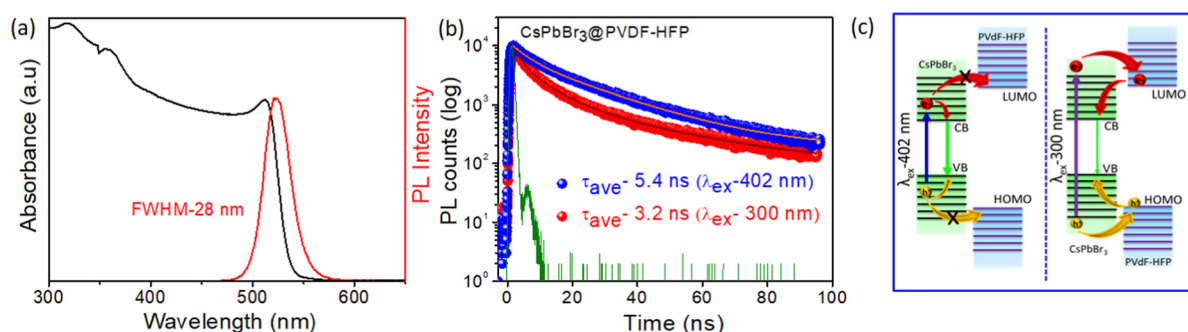 (a)
Absorbance (a.u)
PL Intensity
FWHM-28 nm
300 400 500 600
Wavelength (nm)
(b)
CsPbBr3@PVDF-HFP
PL counts (log)
10^4
10^3
10^2
10^1
10^0
τave- 5.4 ns (λex-402 nm)
τave- 3.2 ns (λex- 300 nm)
0 20 40 60 80 100
Time (ns)
(c)
CsPbBr3
PVdF-HFP
X
LUMO
CB
λex-402 nm
VB
HOMO
X
LUMO
CB
λex-300 nm
VB
HOMO
CsPbBr3
PVdF-HFP